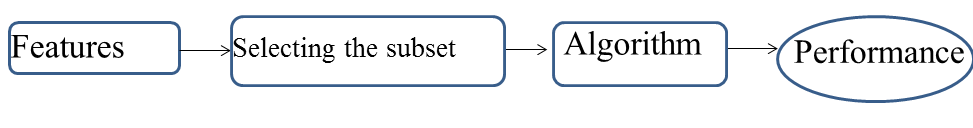 Features
Selecting the subset
Algorithm
Performance